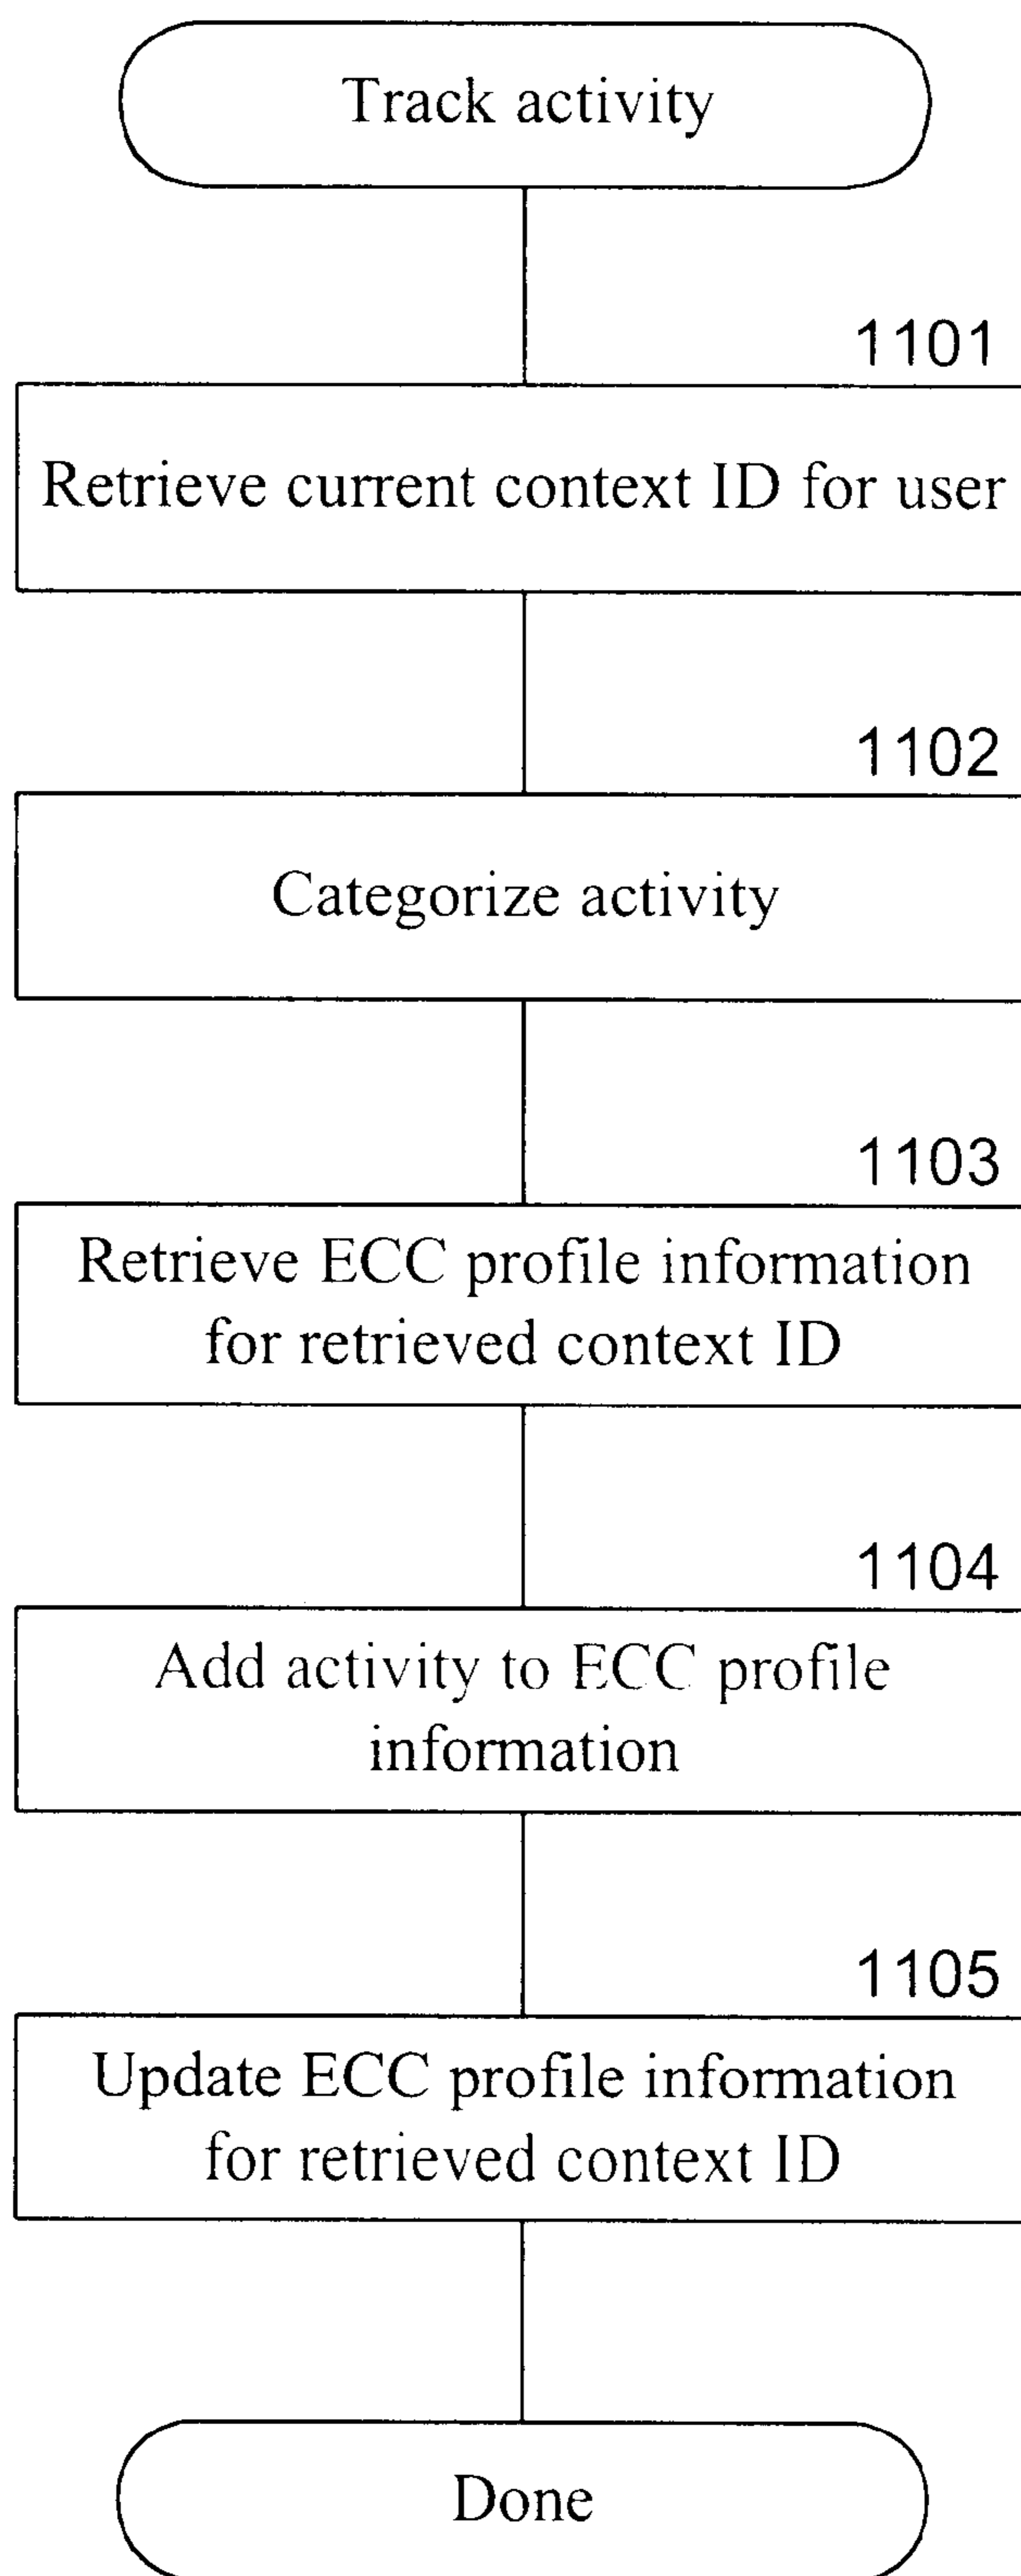 Track activity
1101
Retrieve current context ID for user
1102
Categorize activity
1103
Retrieve ECC profile information
for retrieved context ID
1104
Add activity to ECC profile
information
1105
Update ECC profile information
for retrieved context ID
Done